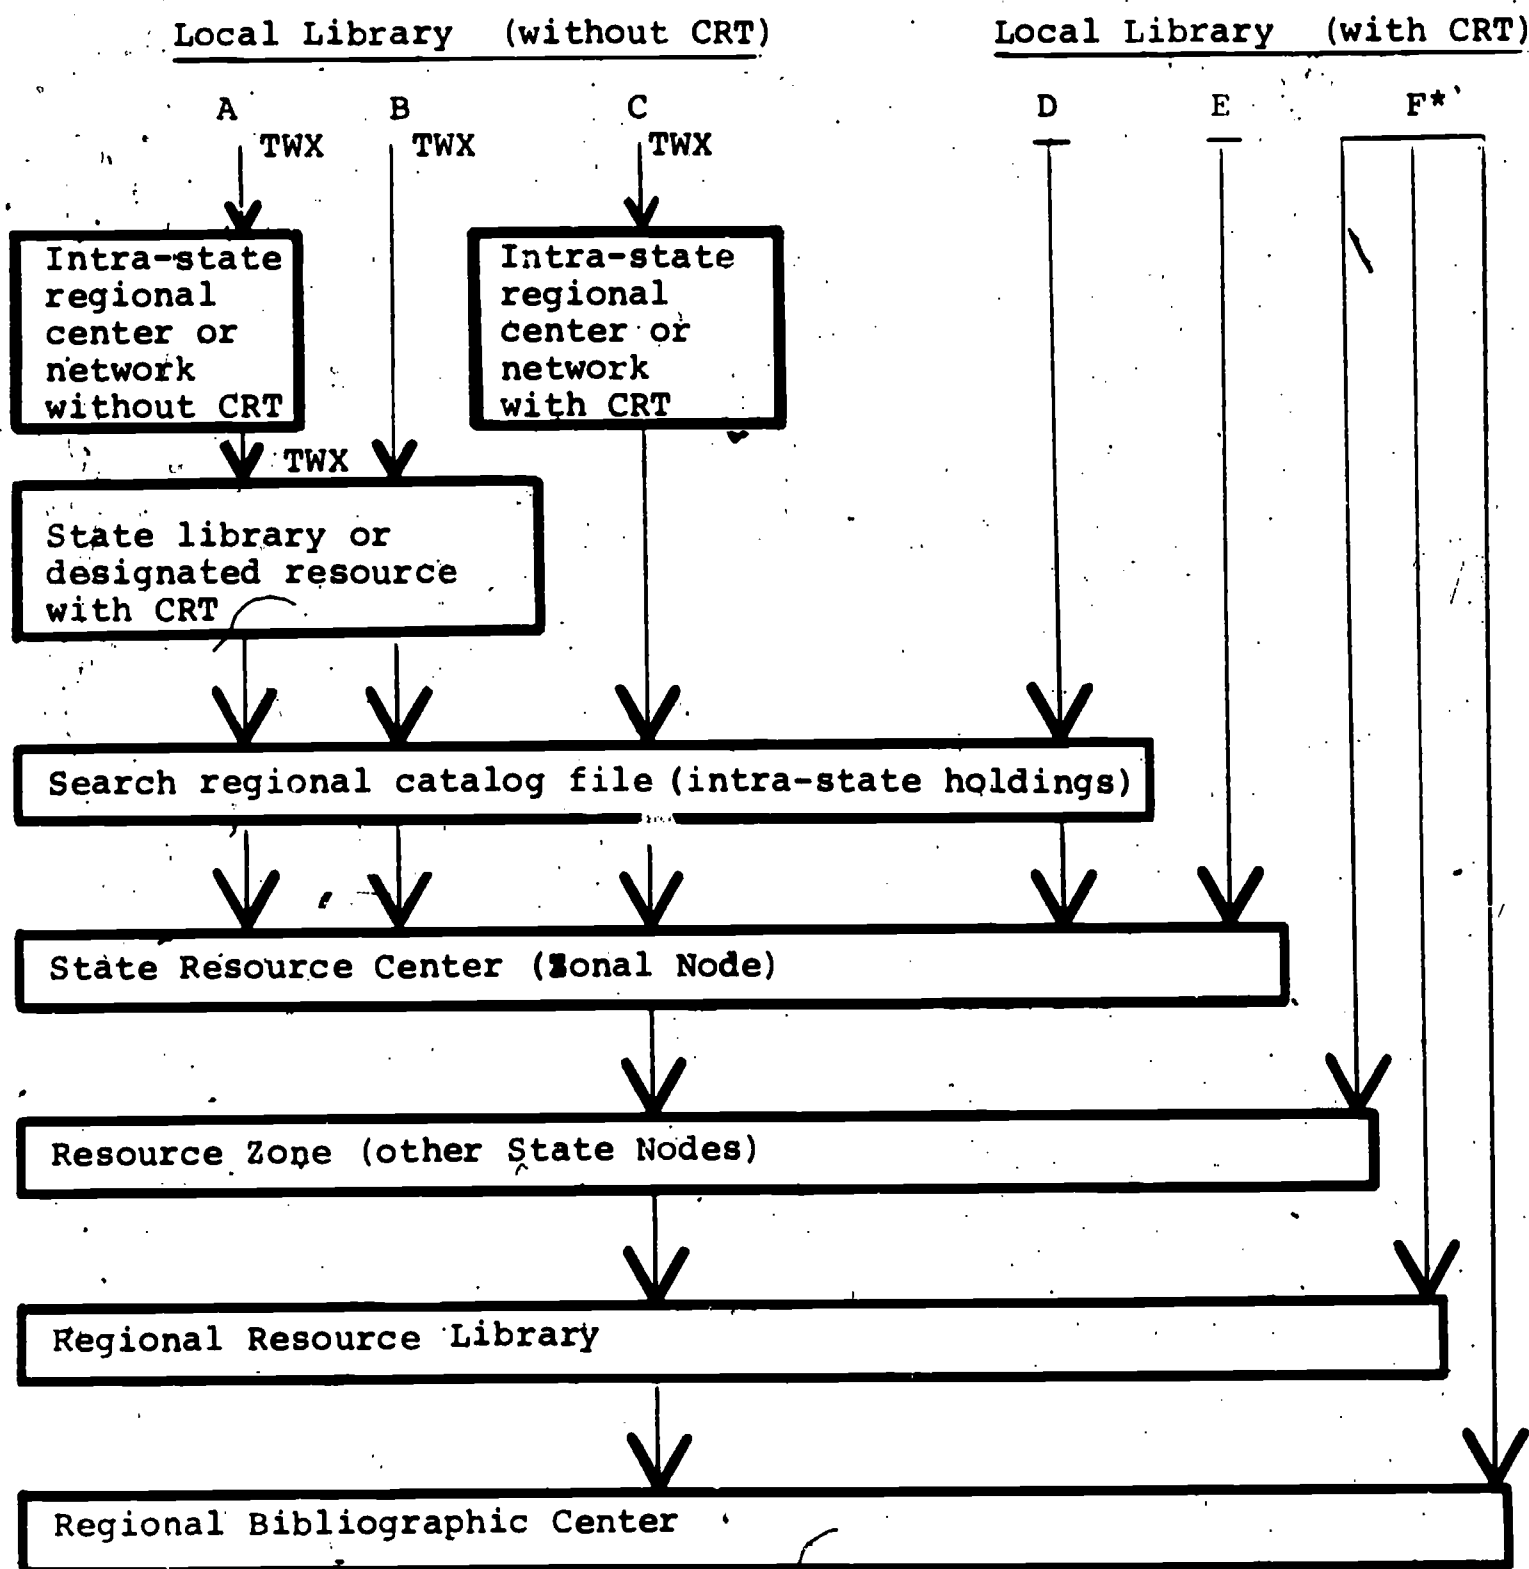 Local Library (without CRT)
Local Library (with CRT)
A
B
C
D
E
F*
TWX
TWX
TWX
Intra-state
regional
center or
network
without CRT
Intra-state
regional
center or
network
with CRT
TWX
State library or
designated resource
with CRT
Search regional catalog file (intra-state holdings)
State Resource Center (Zonal Node)
Resource Zone (other State Nodes)
Regional Resource Library
Regional Bibliographic Center